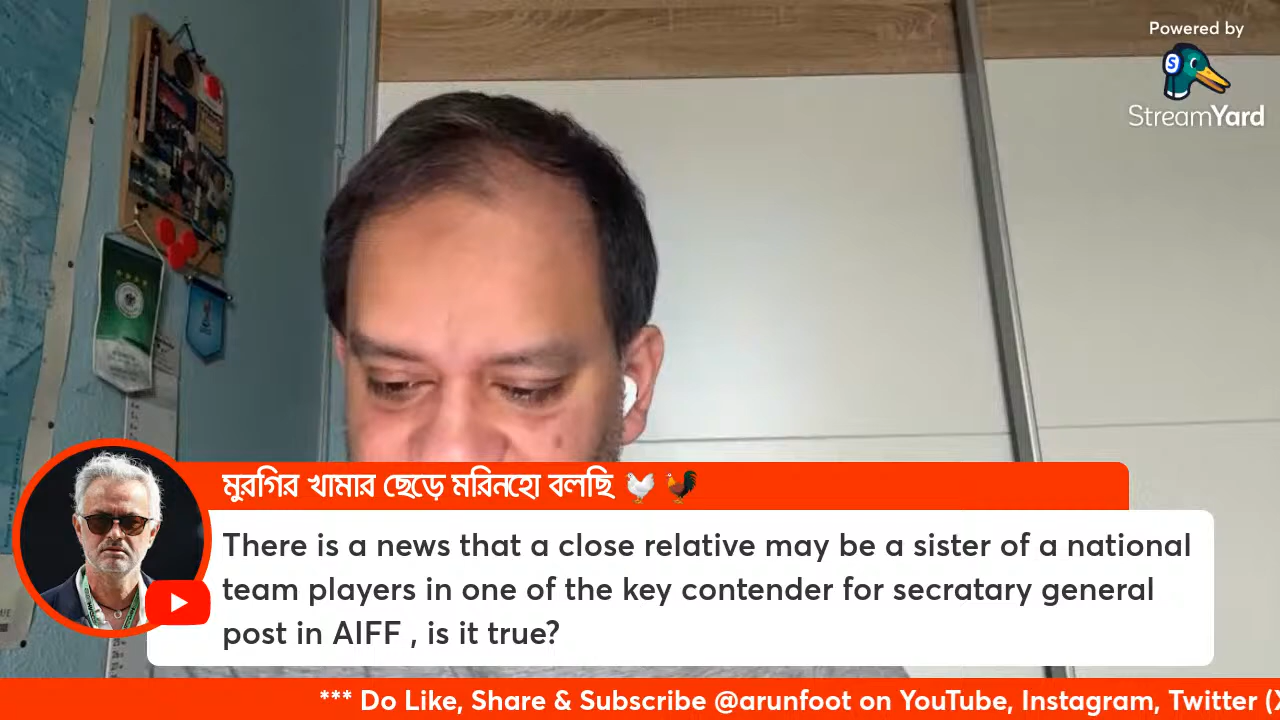 Powered by
StreamYard
মুরগির খামার ছেড়ে মরিনহো বলছি 🐔 🐓
There is a news that a close relative may be a sister of a national
team players in one of the key contender for secratary general
post in AIFF , is it true?
*** Do Like, Share & Subscribe @arunfoot on YouTube, Instagram, Twitter (X